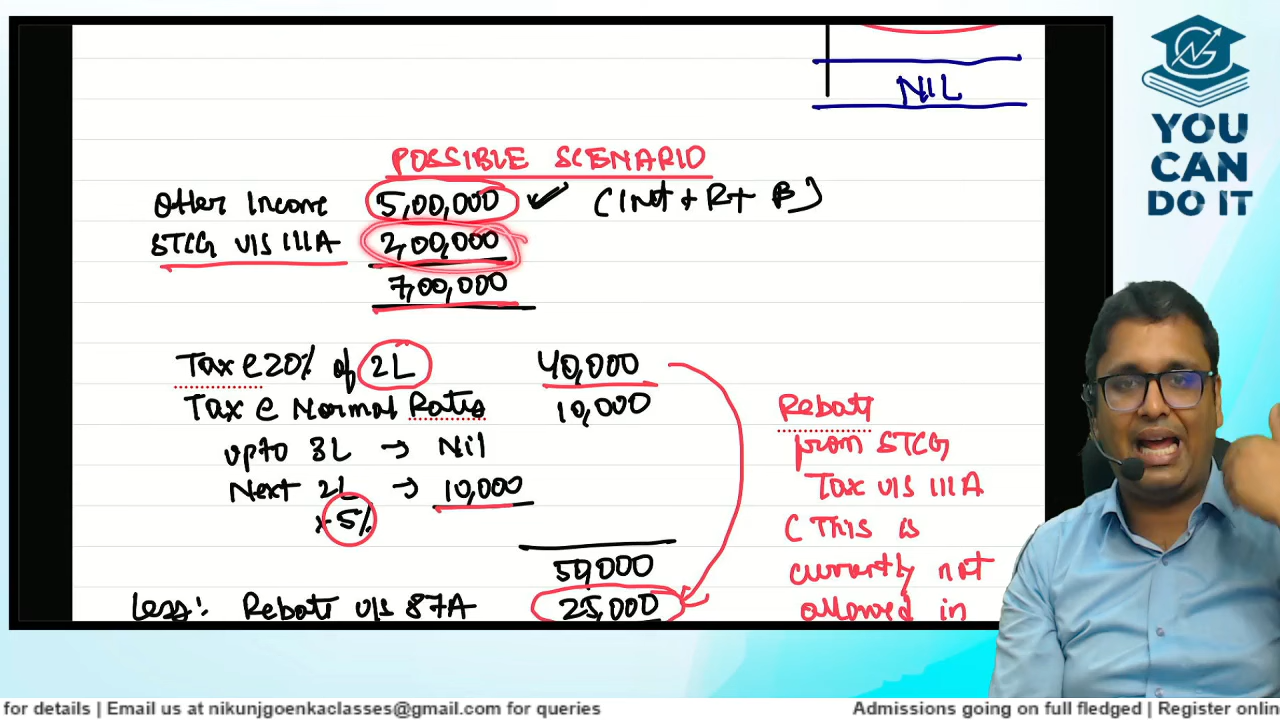 NIL
POSSIBLE SCENARIO
Other Income 5,00,000 (Int + R + B)
STCG U/S 111A 2,00,000
7,00,000
Tax @ 20% of 2L 40,000
Tax @ Normal Rates 10,000
upto 3L → Nil
Next 2L → 10,000
x 5%
50,000
Less: Rebate u/s 87A 25,000
Rebate
from STCG
Tax u/s 111A
(This is
currently not
allowed in
NG
YOU
CAN
DO IT
for details | Email us at nikunjgoenkaclasses@gmail.com for queries
Admissions going on full fledged | Register onlin